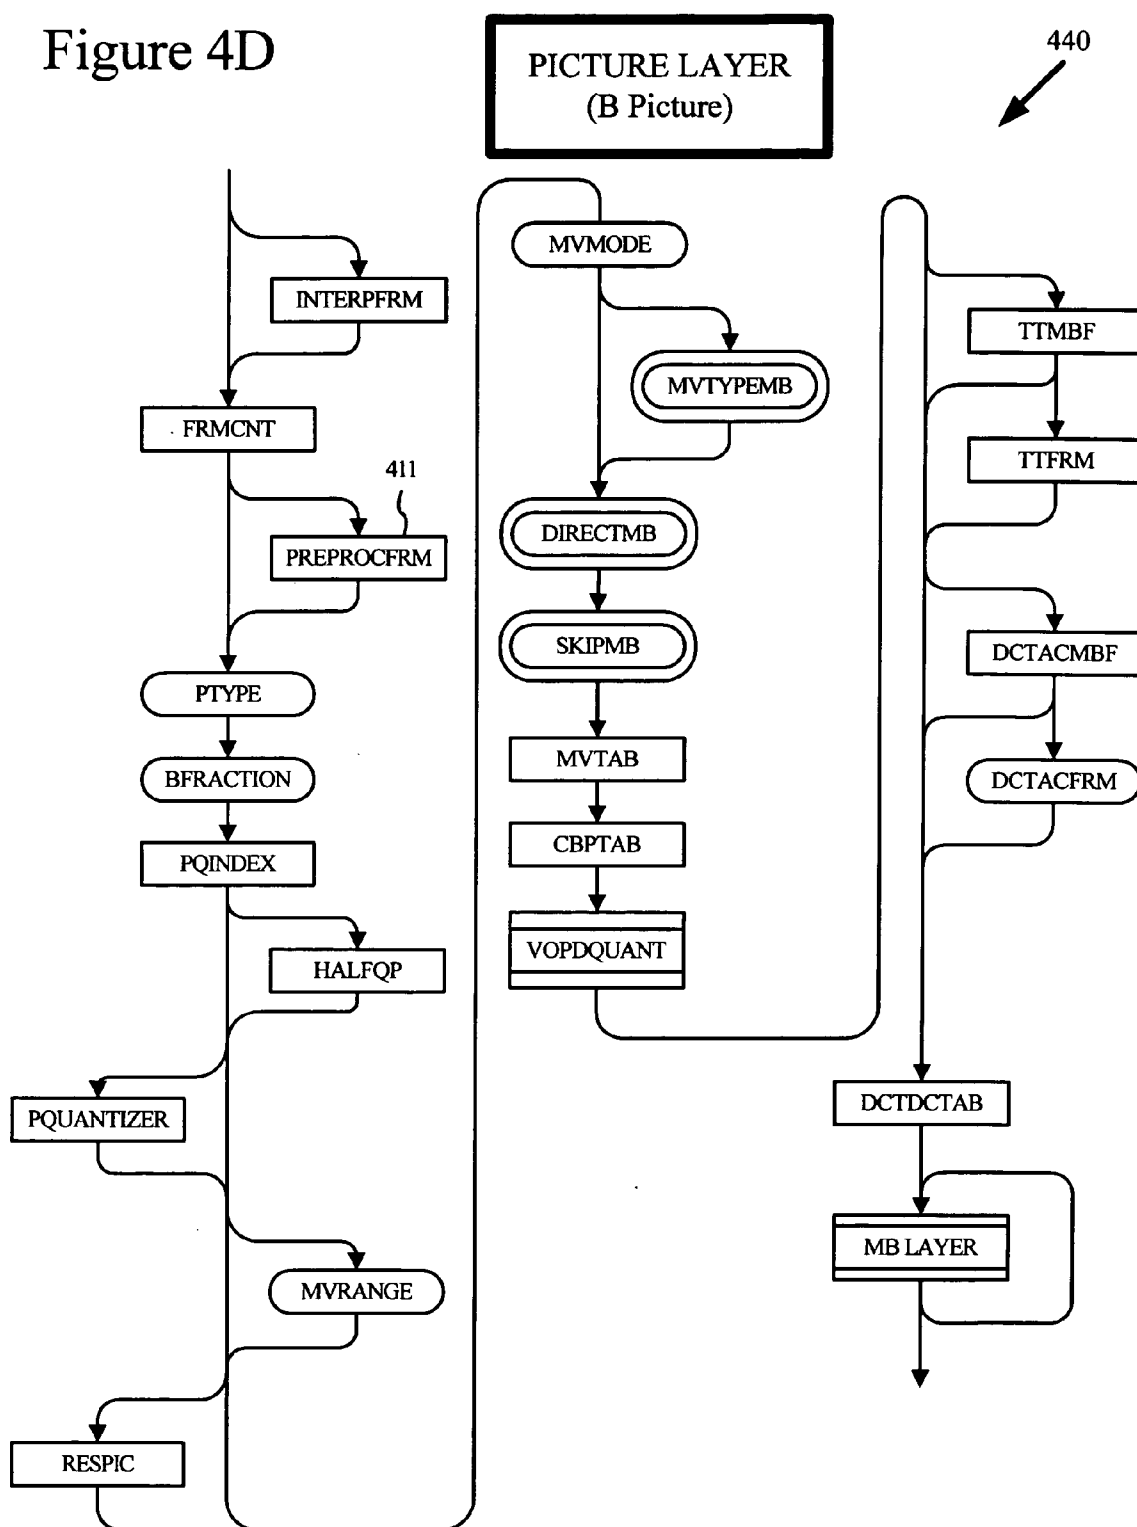 Figure 4D
PICTURE LAYER
(B Picture)
440
INTERPFRM
FRMCNT
411
PREPROCFRM
PTYPE
BFRACTION
PQINDEX
HALFQP
PQUANTIZER
MVRANGE
RESPIC
MVMODE
MVTYPEMB
DIRECTMB
SKIPMB
MVTAB
CBPTAB
VOPDQUANT
TTMBF
TTFRM
DCTACMBF
DCTACFRM
DCTDCTAB
MB LAYER